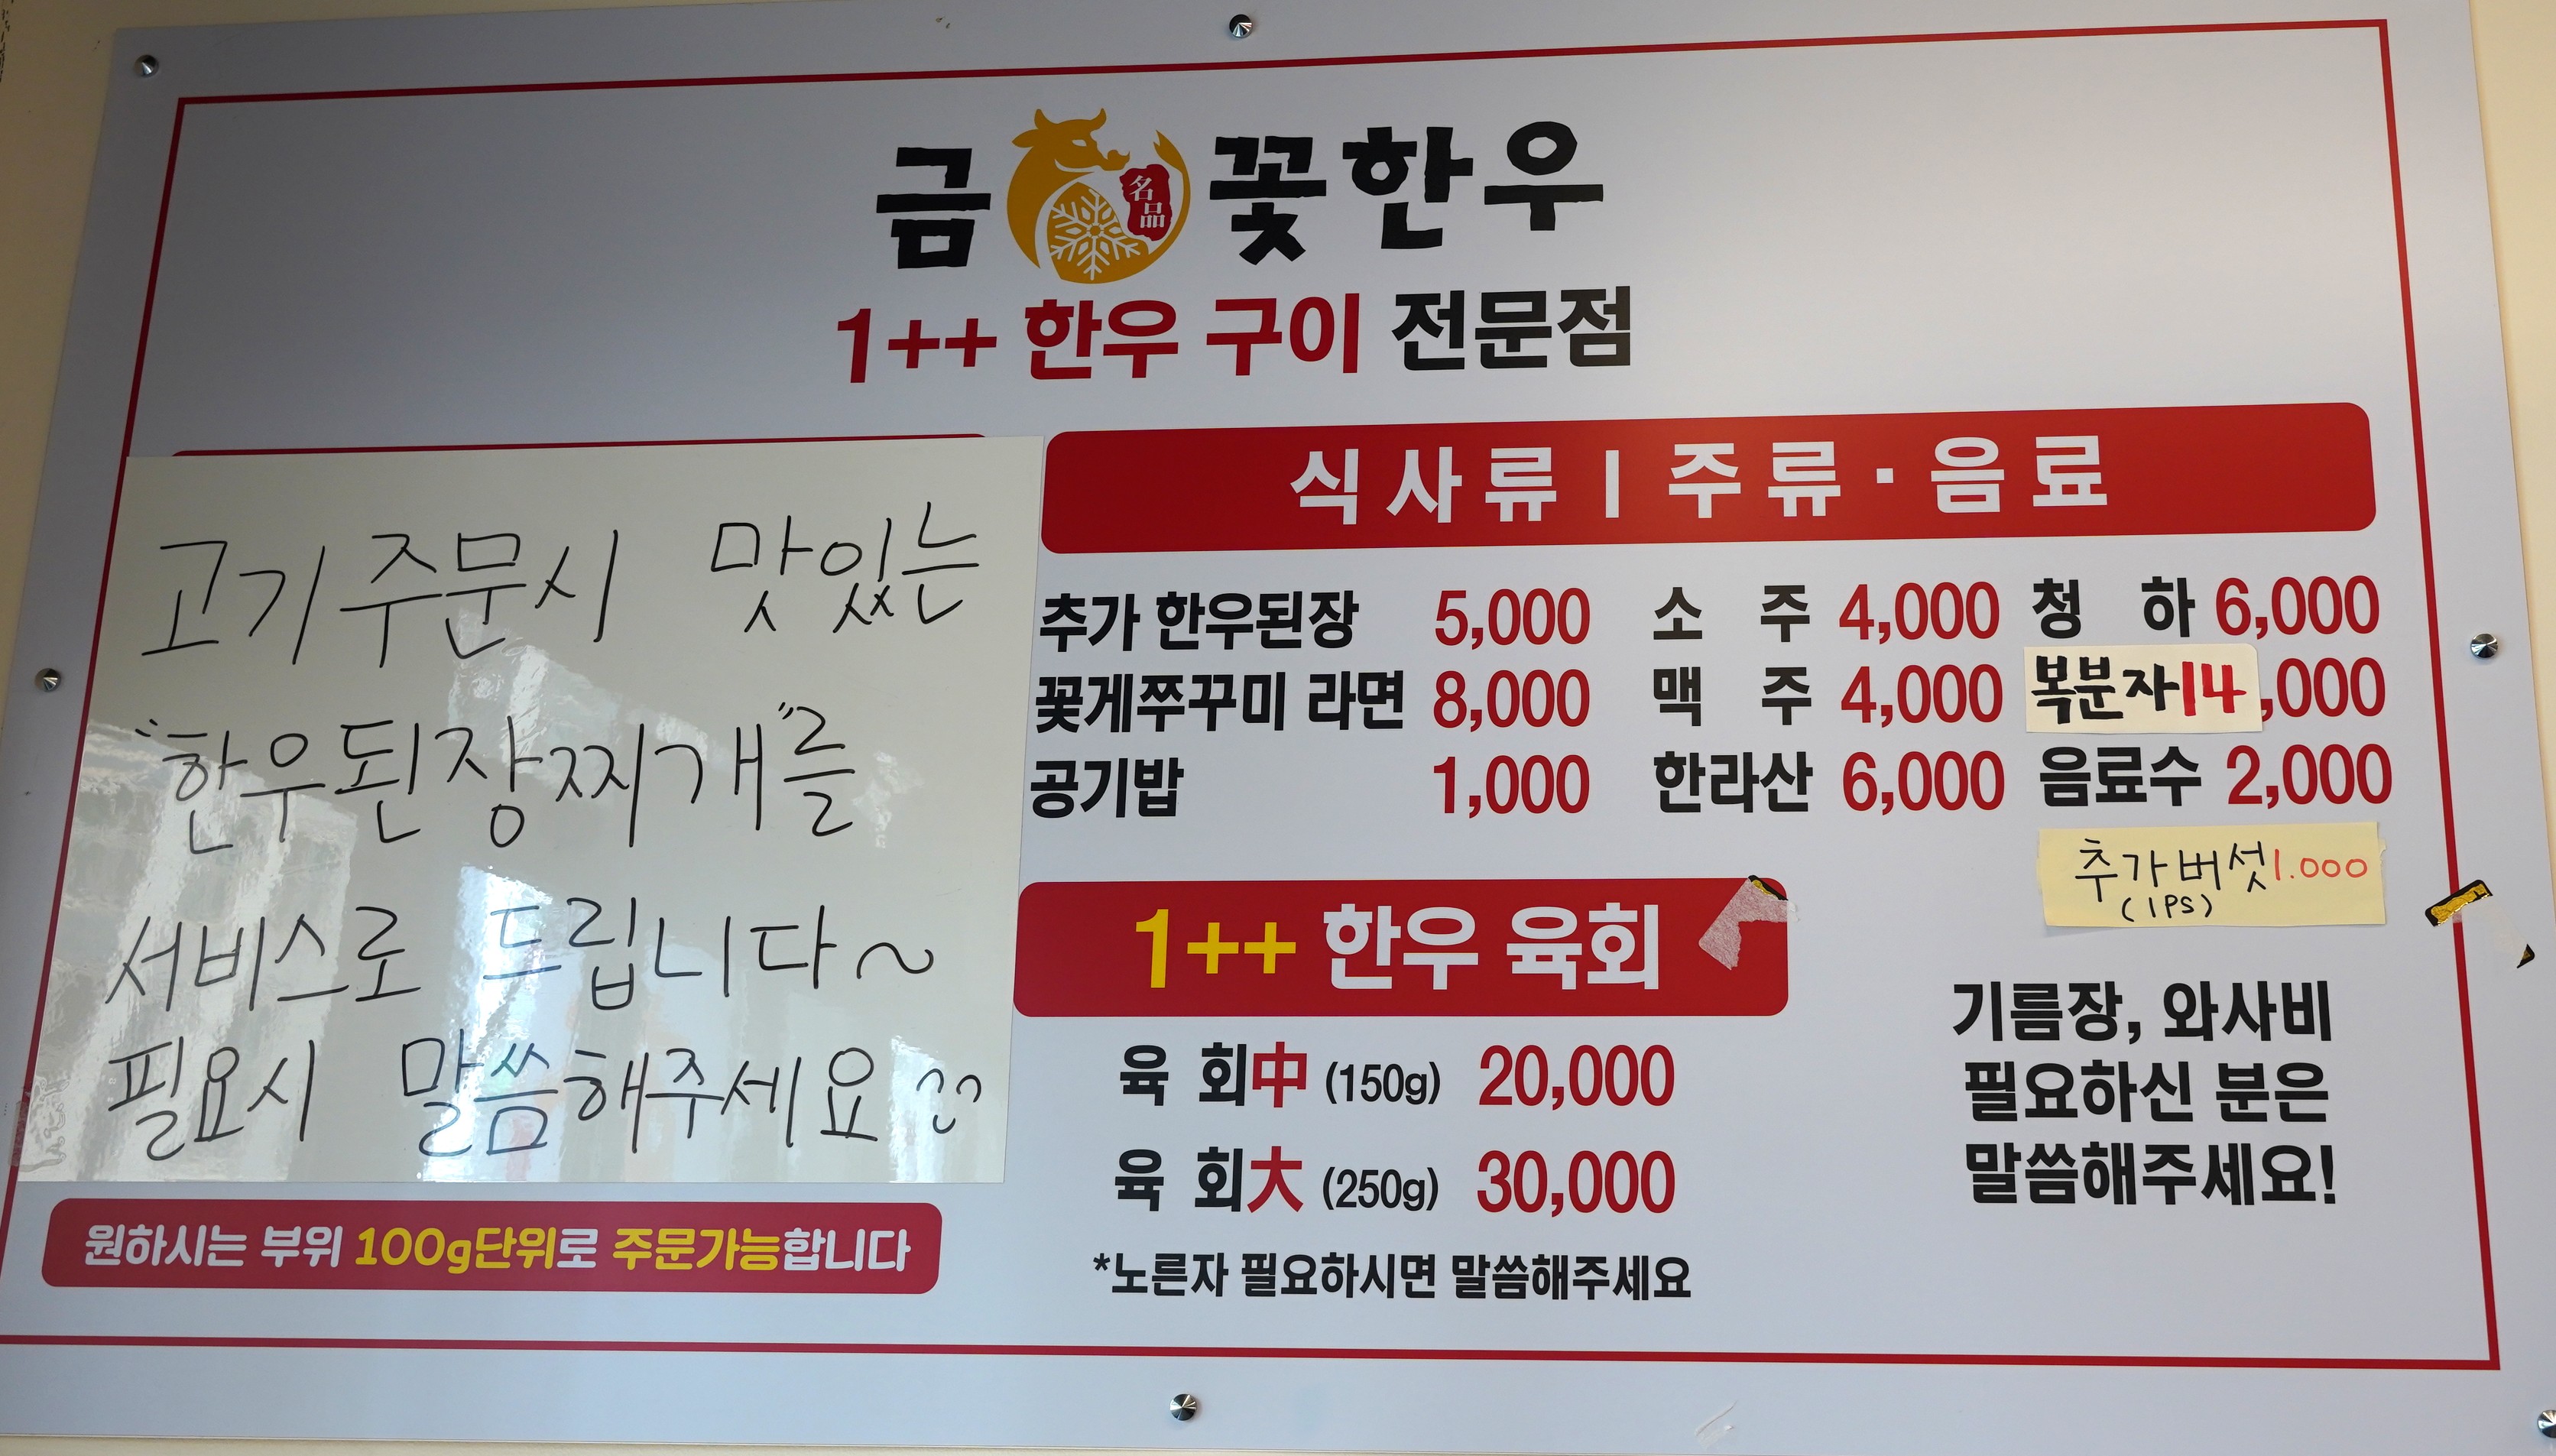 금 名品 꽃한우
1++ 한우 구이 전문점
고기주문시 맛있는
"한우된장찌개"를
서비스로 드립니다~
필요시 말씀해주세요^^
원하시는 부위 100g단위로 주문가능합니다
식사류 | 주류·음료
추가 한우된장 5,000 소 주 4,000 청 하 6,000
꽃게쭈꾸미 라면 8,000 맥 주 4,000 복분자 14,000
공기밥 1,000 한라산 6,000 음료수 2,000
추가버섯 1.000
(1PS)
1++ 한우 육회
육 회中 (150g) 20,000
육 회大 (250g) 30,000
*노른자 필요하시면 말씀해주세요
기름장, 와사비
필요하신 분은
말씀해주세요!